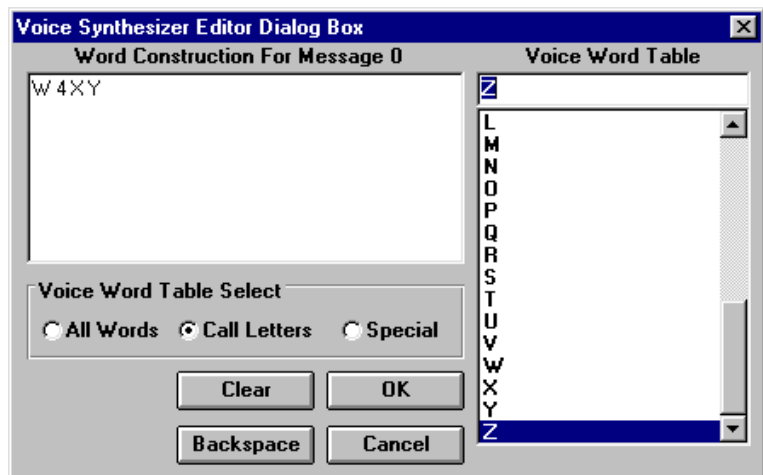 Voice Synthesizer Editor Dialog Box
Word Construction For Message 0
W 4 X Y
Voice Word Table Select
All Words
Call Letters
Special
Clear
OK
Backspace
Cancel
Voice Word Table
Z
L
M
N
O
P
Q
R
S
T
U
V
W
X
Y
Z